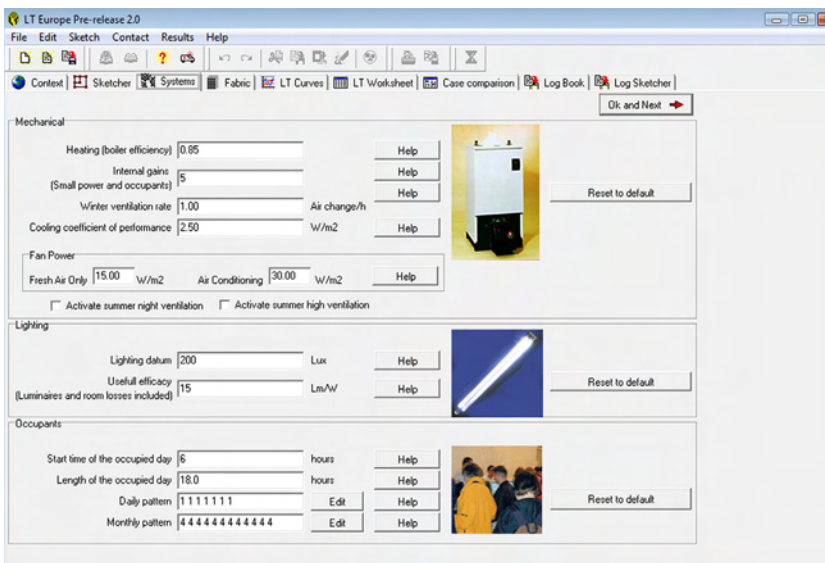 LT Europe Pre-release 2.0
File Edit Sketch Contact Results Help
Context Sketcher Systems Fabric LT Curves LT Worksheet Case comparison Log Book Log Sketcher
Ok and Next
Mechanical
Heating (boiler efficiency) 0.85 Help
Internal gains
(Small power and occupants) 5 Help
Help
Reset to default
Winter ventilation rate 1.00 Air change/h
Cooling coefficient of performance 2.50 W/m2 Help
Fan Power
Fresh Air Only 15.00 W/m2 Air Conditioning 30.00 W/m2 Help
Activate summer night ventilation Activate summer high ventilation
Lighting
Lighting datum 200 Lux Help
Usefull efficacy
(Luminaires and room losses included) 15 Lm/W Help
Reset to default
Occupants
Start time of the occupied day 6 hours Help
Length of the occupied day 18.0 hours Help
Daily pattern 1 1 1 1 1 1 1 Edit Help Reset to default
Monthly pattern 4 4 4 4 4 4 4 4 4 4 4 4 Edit Help